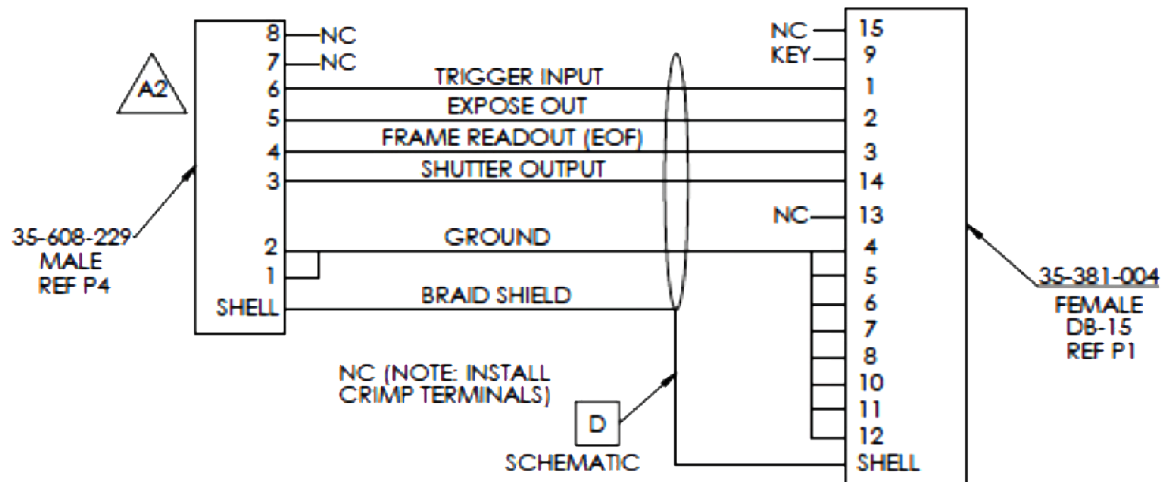 8 NC
7 NC
A2
6 TRIGGER INPUT
5 EXPOSE OUT
4 FRAME READOUT (EOF)
3 SHUTTER OUTPUT
2 GROUND
1
SHELL BRAID SHIELD
35-608-229
MALE
REF P4
NC (NOTE: INSTALL
CRIMP TERMINALS)
D
SCHEMATIC
NC 15
KEY 9
1
2
3
14
NC 13
4
5
6
7
8
10
11
12
SHELL
35-381-004
FEMALE
DB-15
REF P1